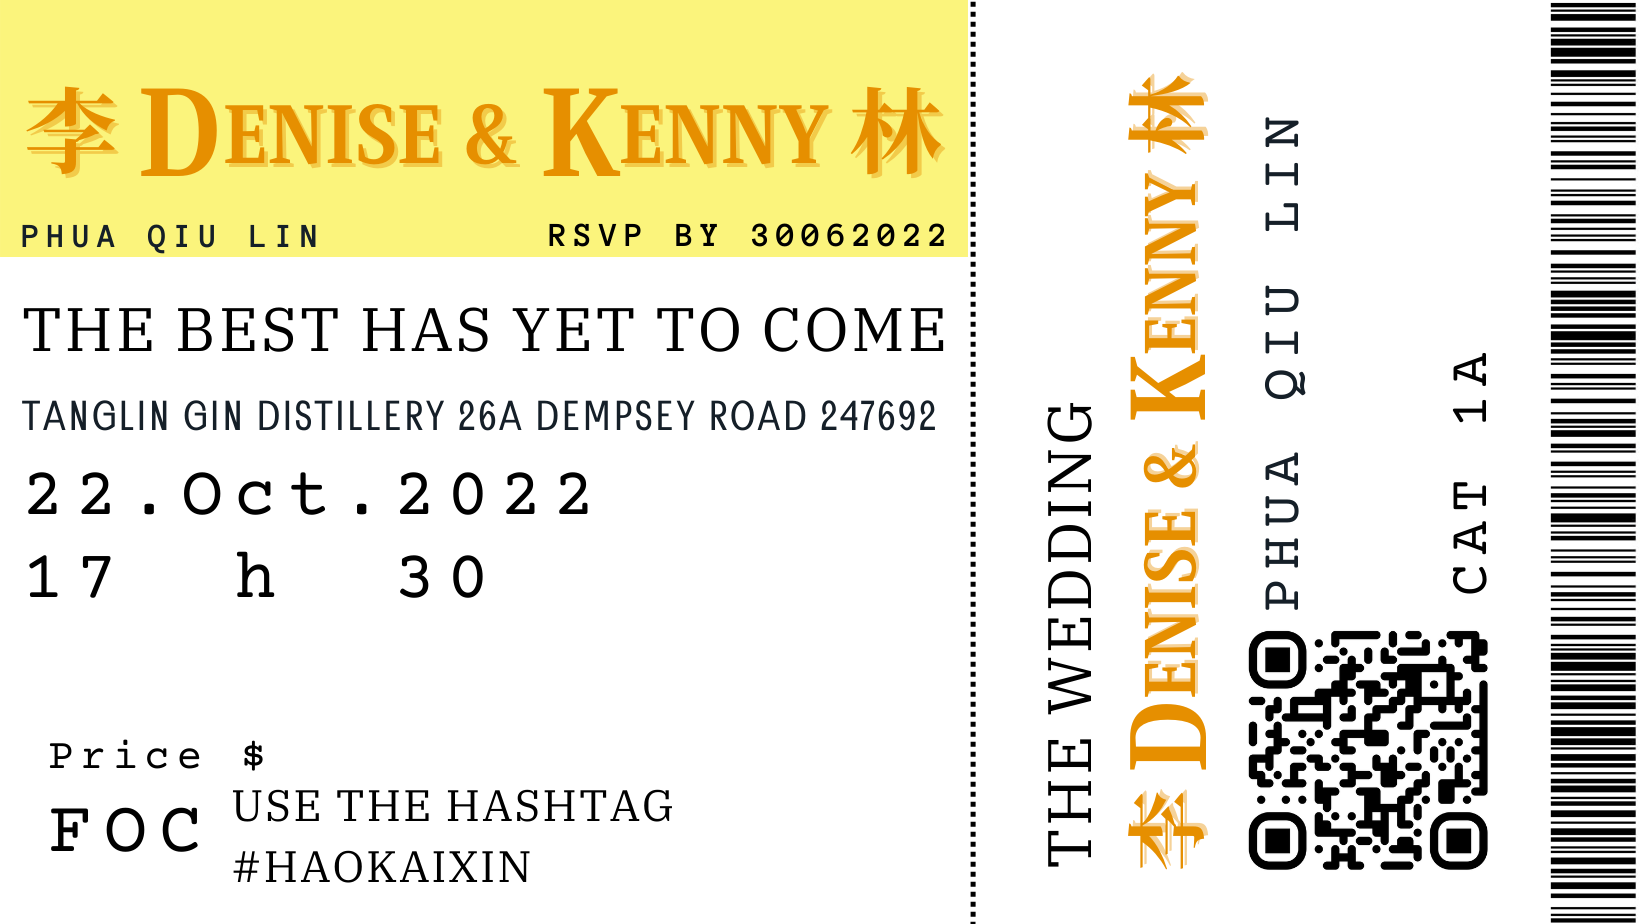 李 DENISE & KENNY 林
PHUA QIU LIN
RSVP BY 30062022
THE BEST HAS YET TO COME
TANGLIN GIN DISTILLERY 26A DEMPSEY ROAD 247692
22.Oct.2022
17 h 30
Price $
FOC
USE THE HASHTAG
#HAOKAIXIN
THE WEDDING
李 DENISE & KENNY 林
PHUA QIU LIN
CAT 1A